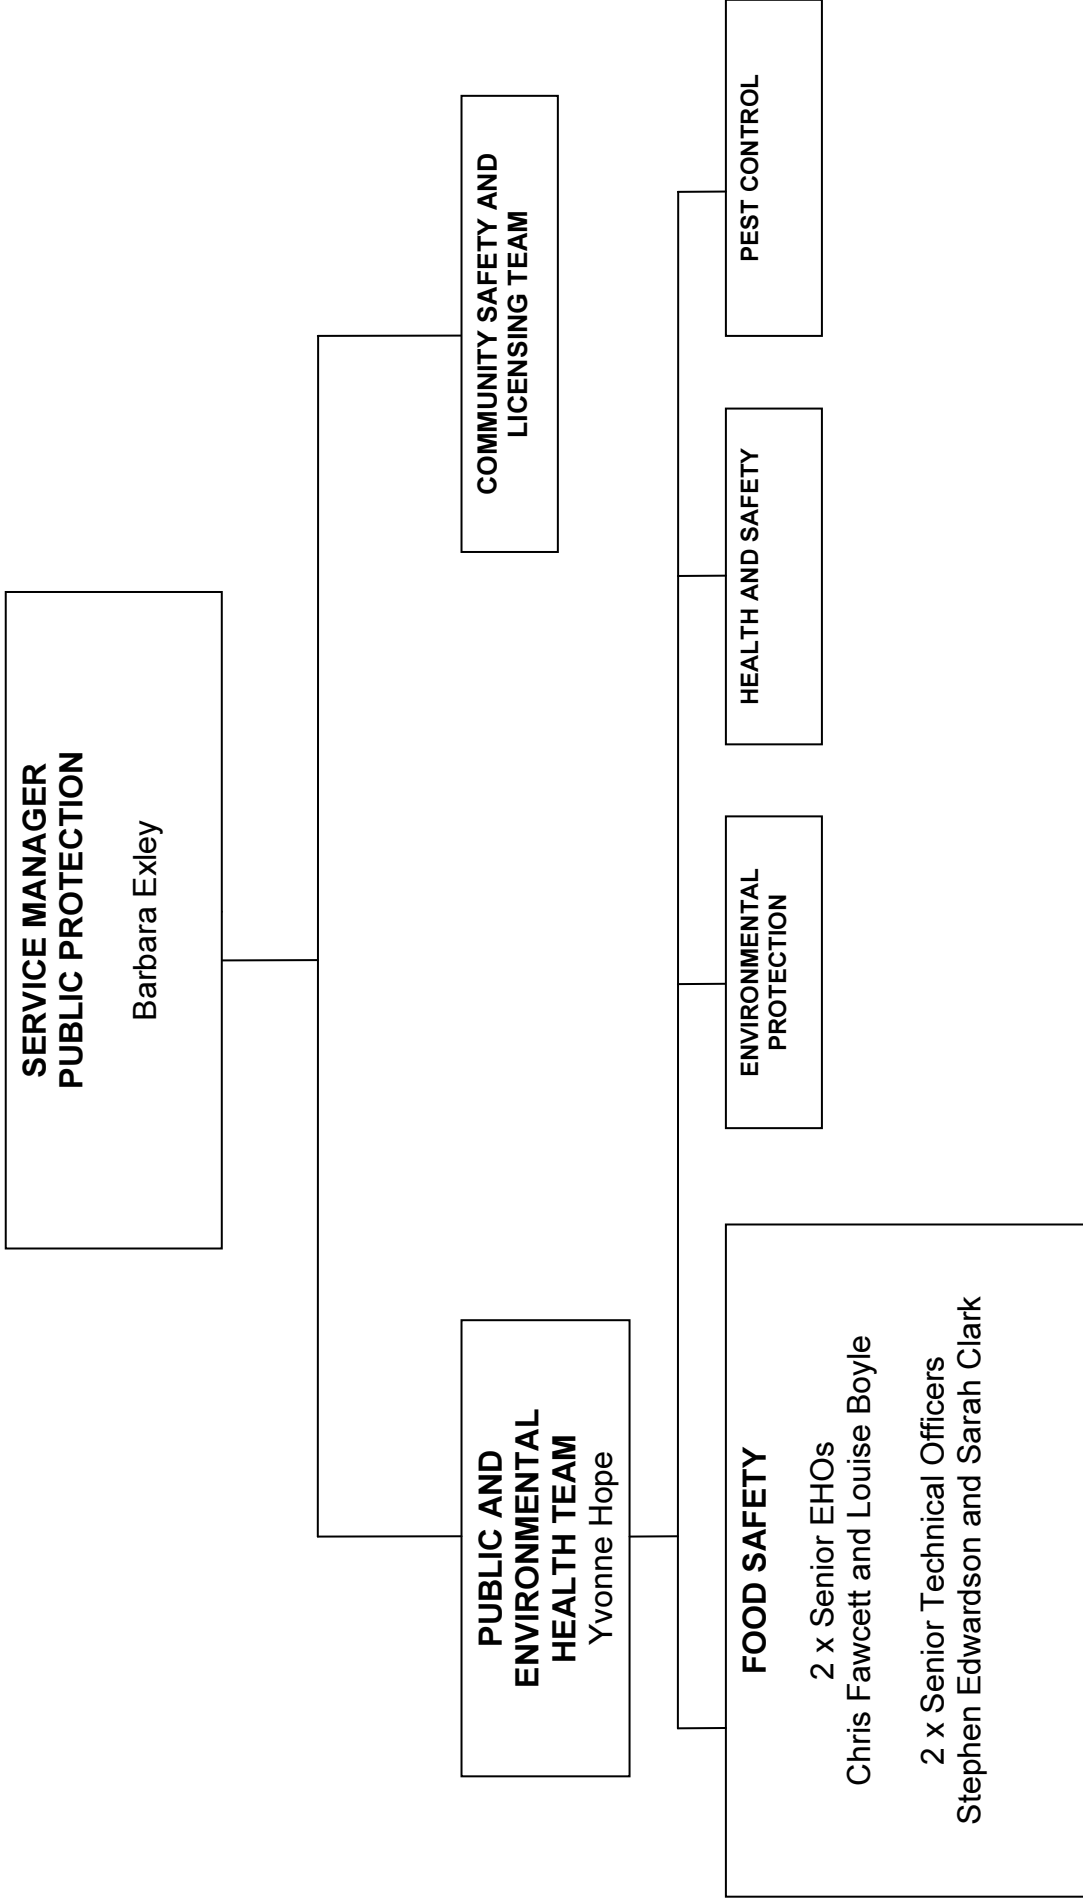 SERVICE MANAGER
PUBLIC PROTECTION
Barbara Exley
PUBLIC AND
ENVIRONMENTAL
HEALTH TEAM
Yvonne Hope
COMMUNITY SAFETY AND
LICENSING TEAM
FOOD SAFETY
2 x Senior EHOs
Chris Fawcett and Louise Boyle
2 x Senior Technical Officers
Stephen Edwardson and Sarah Clark
ENVIRONMENTAL
PROTECTION
HEALTH AND SAFETY
PEST CONTROL